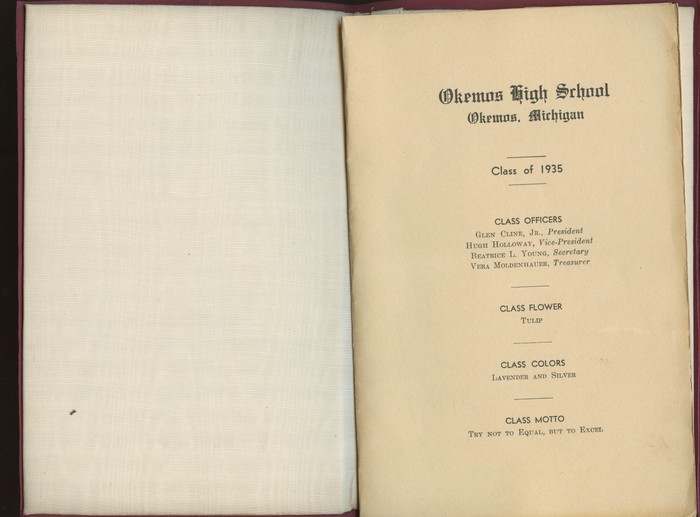 Okemos High School
Okemos, Michigan
Class of 1935
CLASS OFFICERS
GLEN CLINE, JR., President
HUGH HOLLOWAY, Vice-President
BEATRICE L. YOUNG, Secretary
VERA MOLDENHAUER, Treasurer
CLASS FLOWER
TULIP
CLASS COLORS
LAVENDER AND SILVER
CLASS MOTTO
TRY NOT TO EQUAL, BUT TO EXCEL